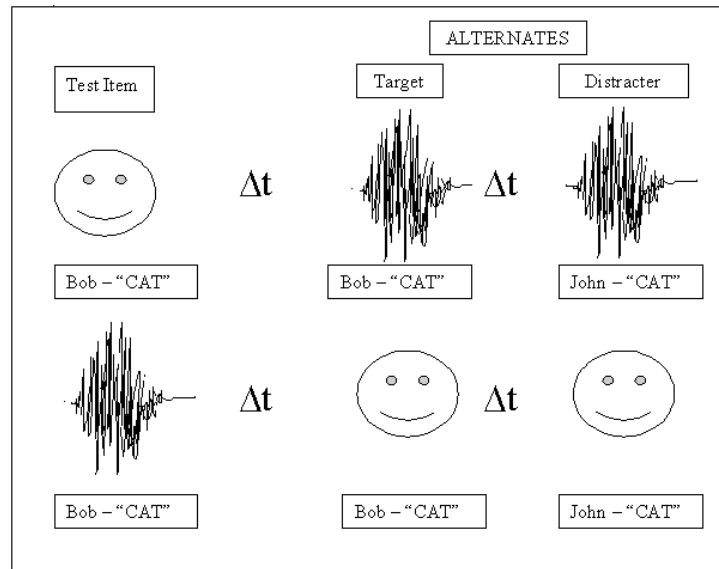 ALTERNATES
Test Item
Target
Distracter
Δt
Δt
Bob – “CAT”
Bob – “CAT”
John – “CAT”
Δt
Δt
Bob – “CAT”
Bob – “CAT”
John – “CAT”